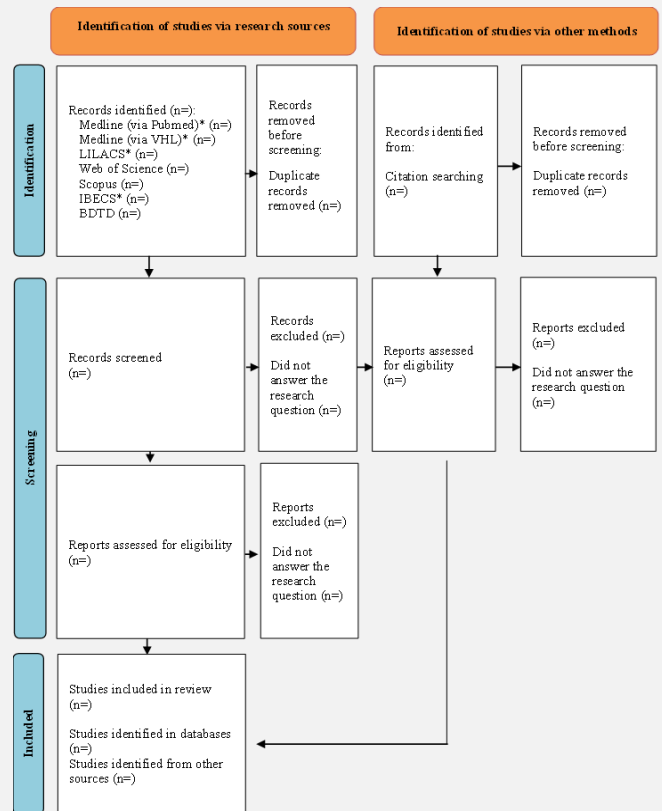 Identification of studies via research sources
Identification of studies via other methods
Identification
Records identified (n=):
Medline (via Pubmed)* (n=)
Medline (via VHL)* (n=)
LILACS* (n=)
Web of Science (n=)
Scopus (n=)
IBECS* (n=)
BDTD (n=)
Records
removed
before
screening:
Duplicate
records
removed (n=)
Records identified
from:
Citation searching
(n=)
Records removed
before screening:
Duplicate records
removed (n=)
Screening
Records screened
(n=)
Records
excluded (n=)
Did not
answer the
research
question (n=)
Reports assessed
for eligibility
(n=)
Reports excluded
(n=)
Did not answer the
research question
(n=)
Reports assessed for eligibility
(n=)
Reports
excluded (n=)
Did not
answer the
research
question (n=)
Included
Studies included in review
(n=)
Studies identified in databases
(n=)
Studies identified from other
sources (n=)